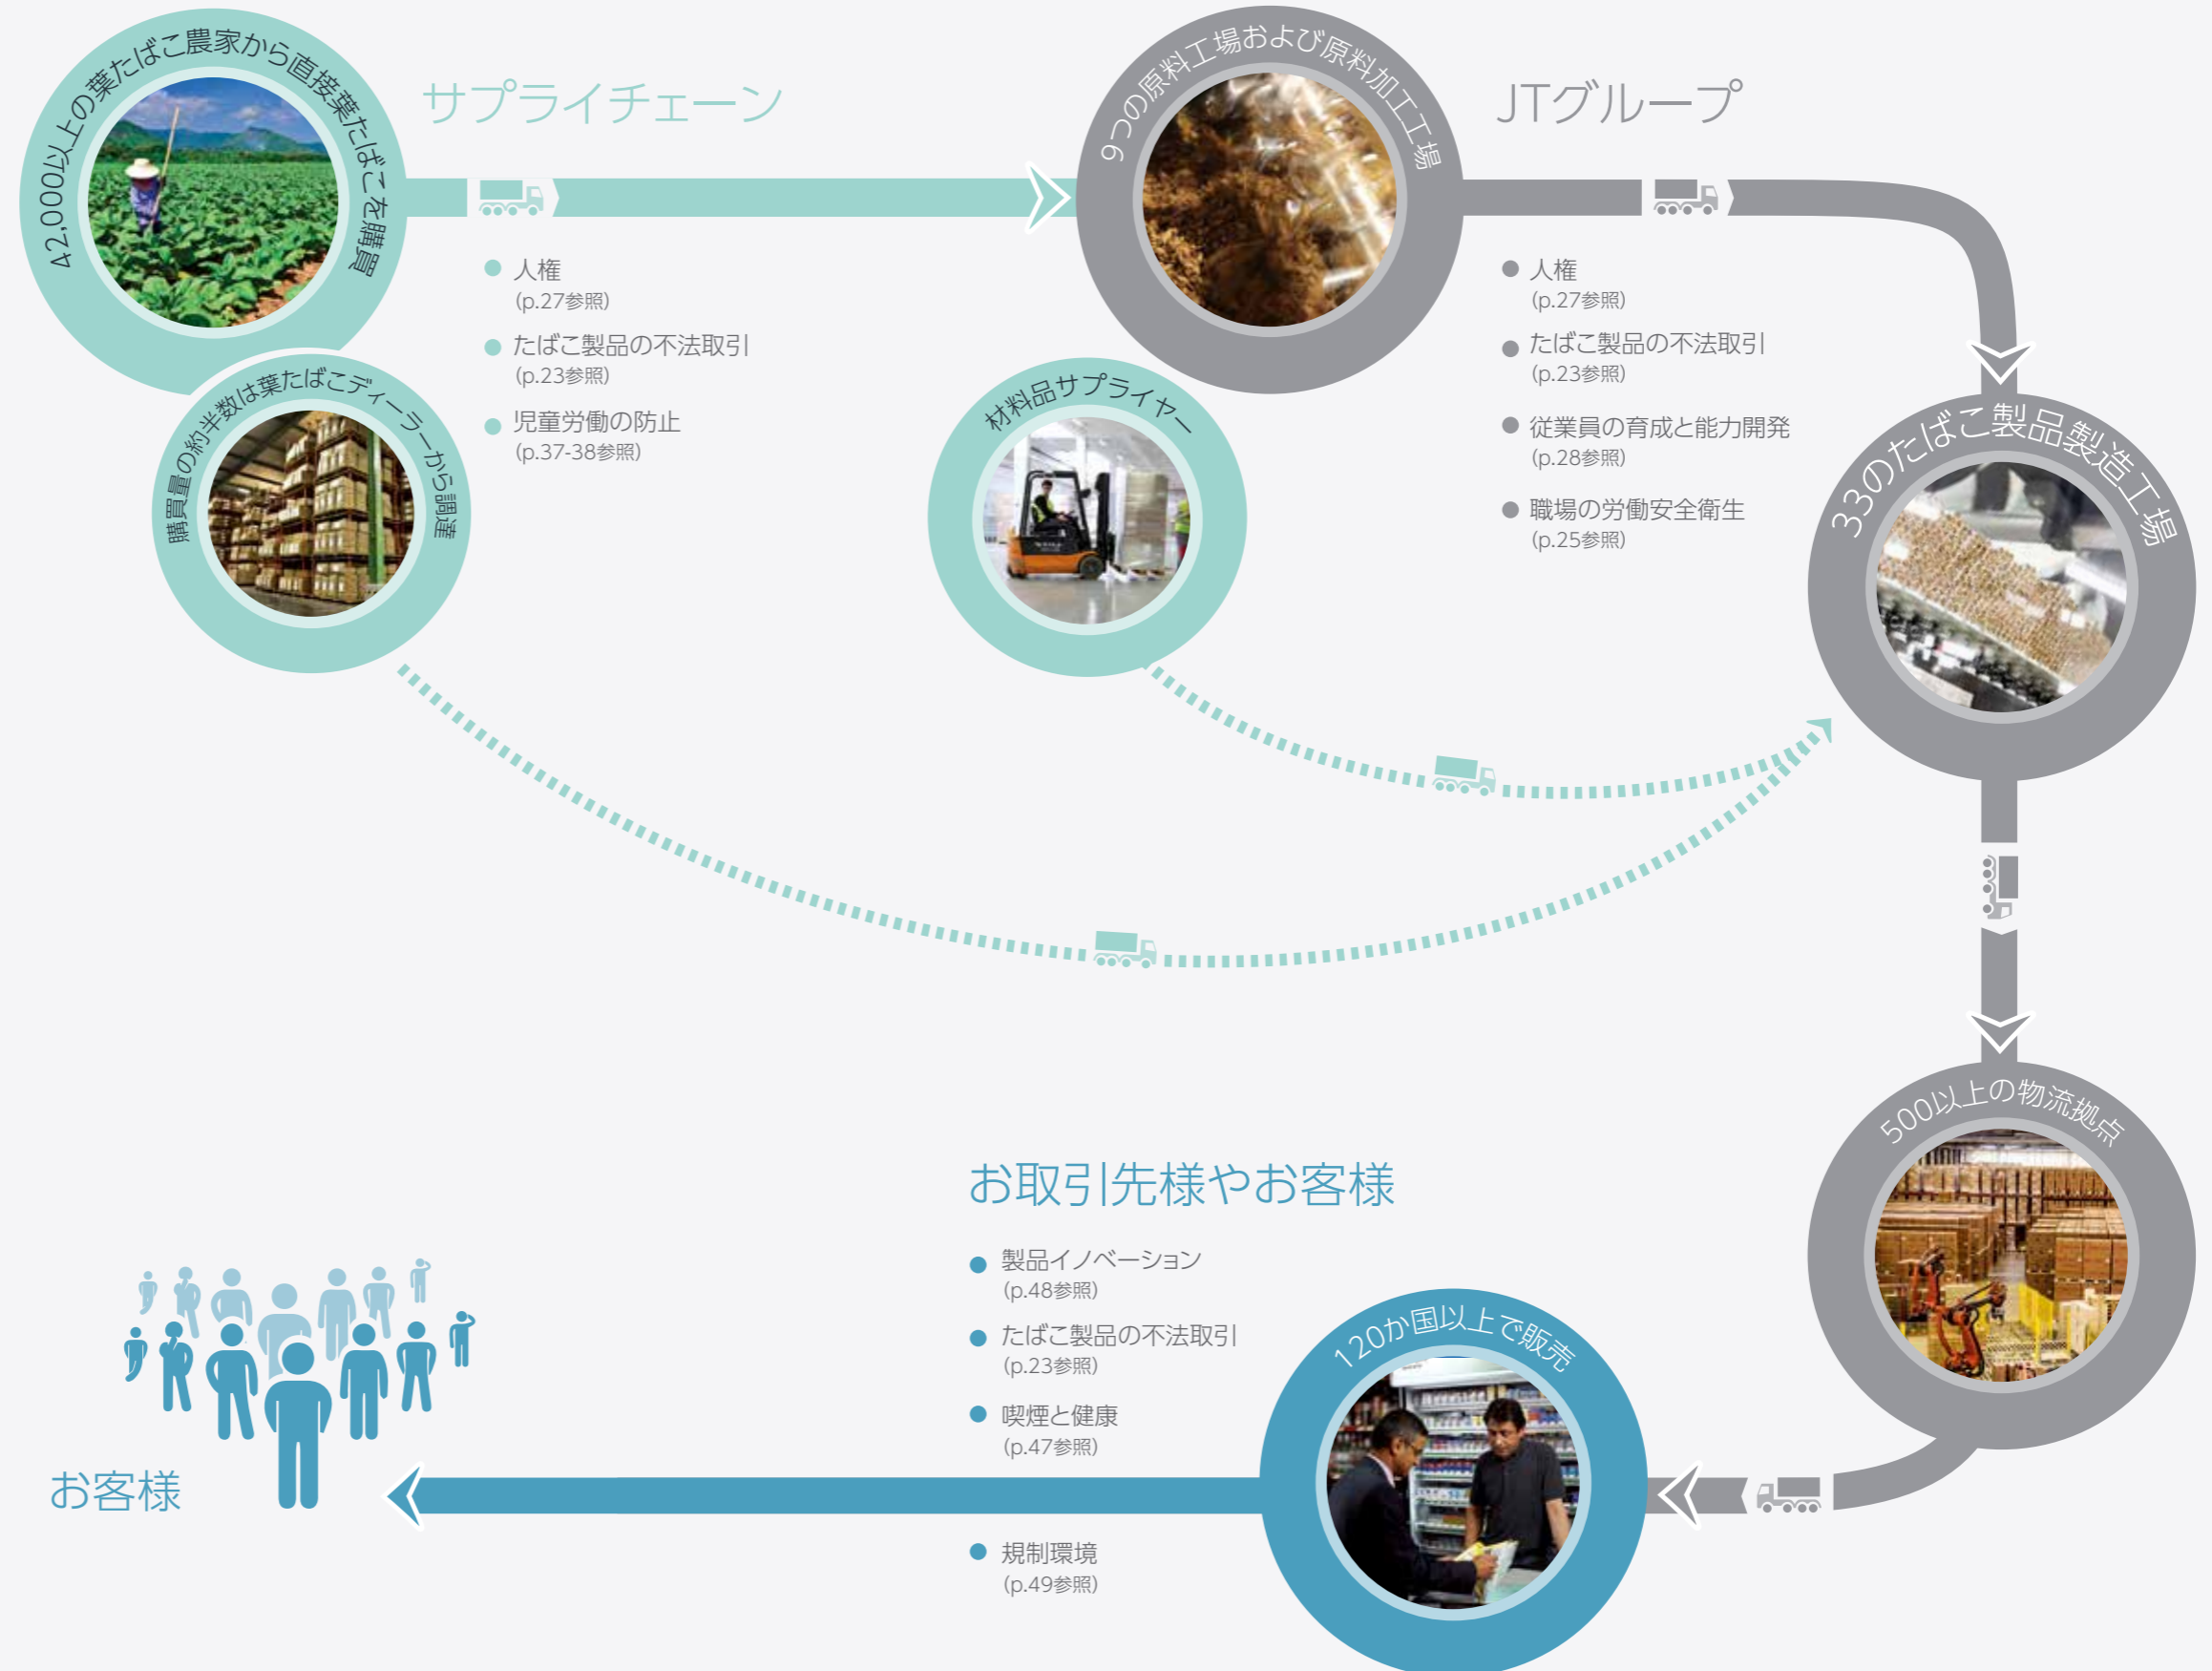 42,000以上の葉たばこ農家から直接葉たばこを購買
サプライチェーン
人権
(p.27参照)
たばこ製品の不法取引
(p.23参照)
児童労働の防止
(p.37-38参照)
購買量の約半数は葉たばこディーラーから調達
9つの原料工場および原料加工工場
材料品サプライヤー
JTグループ
人権
(p.27参照)
たばこ製品の不法取引
(p.23参照)
従業員の育成と能力開発
(p.28参照)
職場の労働安全衛生
(p.25参照)
33のたばこ製品製造工場
500以上の物流拠点
お取引先様やお客様
製品イノベーション
(p.48参照)
たばこ製品の不法取引
(p.23参照)
喫煙と健康
(p.47参照)
規制環境
(p.49参照)
120か国以上で販売
お客様